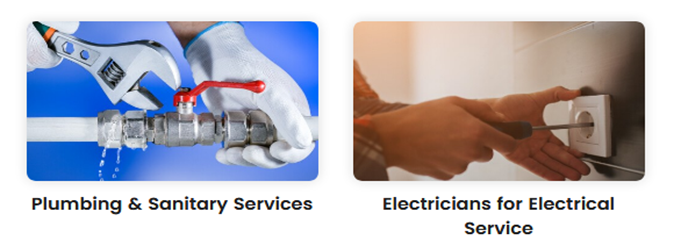 Plumbing & Sanitary Services
Electricians for Electrical
Service